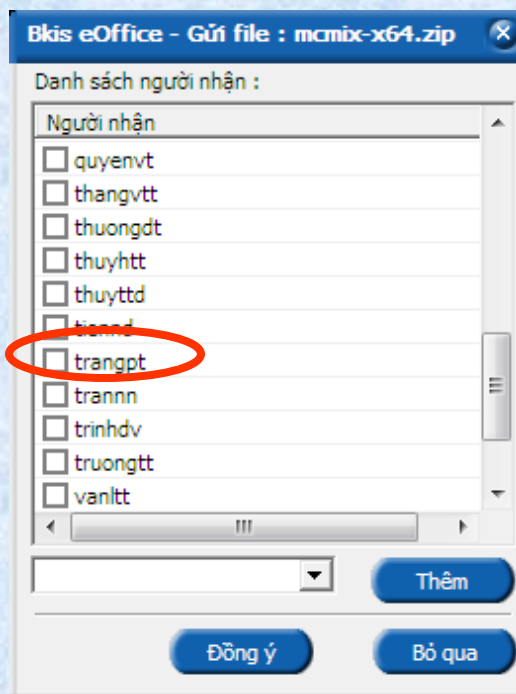 Bkis eOffice - Gửi file : mcmix-x64.zip
Danh sách người nhận :
Người nhận
quyenvt
thangvtt
thuongdt
thuyhtt
thuyttd
tiennd
trangpt
trannn
trinhdv
truongtt
vanltt
Thêm
Đồng ý
Bỏ qua